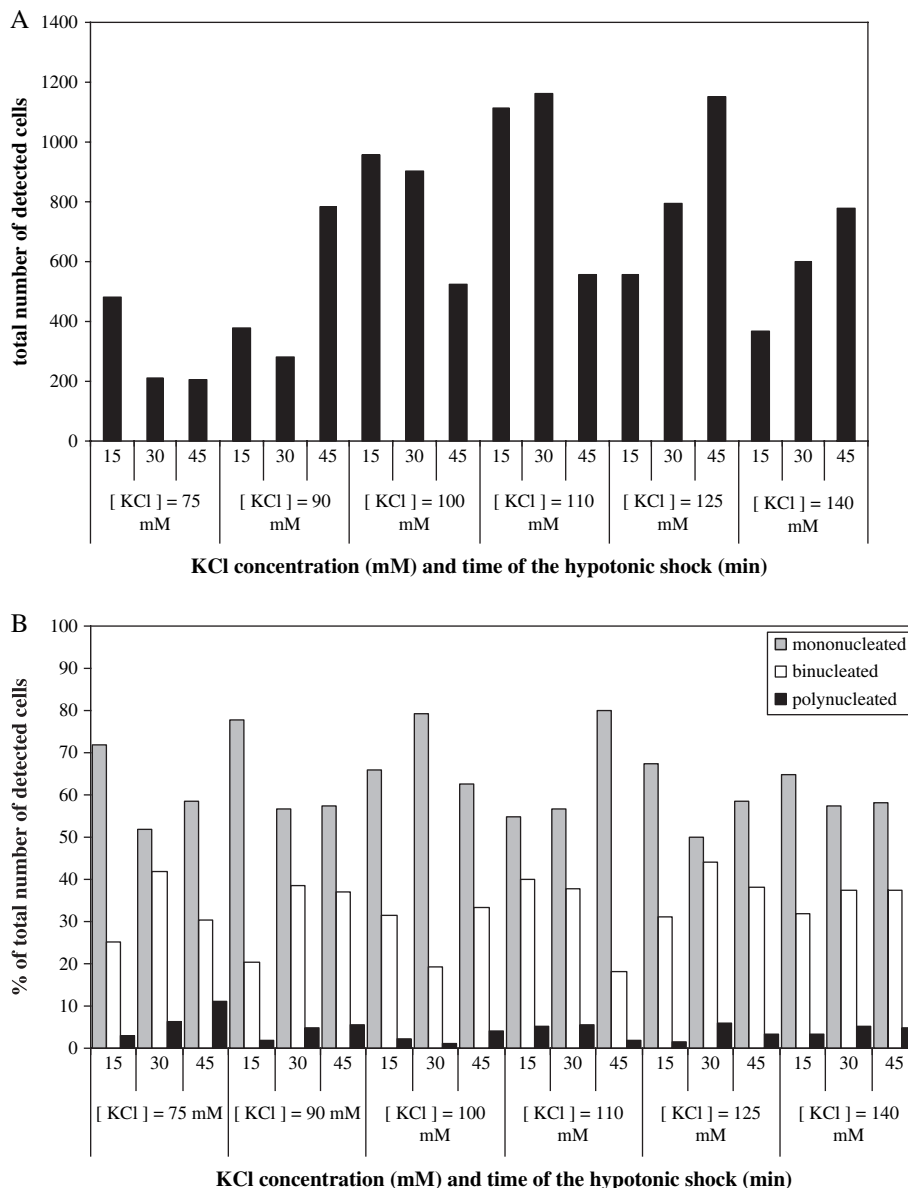 A
1400
1200
1000
800
600
400
200
0
total number of detected cells
15 30 45 15 30 45 15 30 45 15 30 45 15 30 45 15 30 45
[ KCl ] = 75 mM
[ KCl ] = 90 mM
[ KCl ] = 100 mM
[ KCl ] = 110 mM
[ KCl ] = 125 mM
[ KCl ] = 140 mM
KCl concentration (mM) and time of the hypotonic shock (min)
B
100
90
80
70
60
50
40
30
20
10
0
% of total number of detected cells
mononucleated
binucleated
polynucleated
15 30 45 15 30 45 15 30 45 15 30 45 15 30 45 15 30 45
[ KCl ] = 75 mM
[ KCl ] = 90 mM
[ KCl ] = 100 mM
[ KCl ] = 110 mM
[ KCl ] = 125 mM
[ KCl ] = 140 mM
KCl concentration (mM) and time of the hypotonic shock (min)